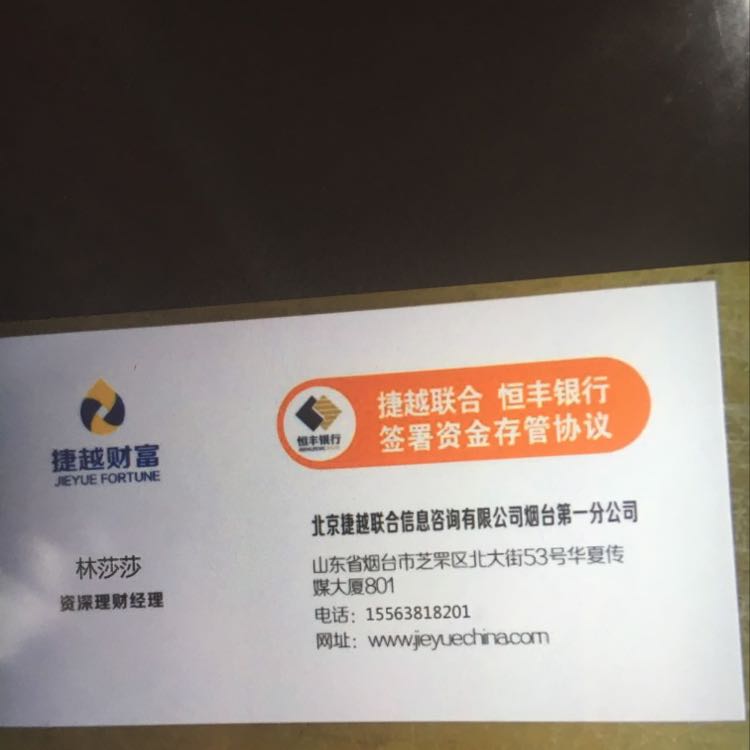 捷越财富
JIEYUE FORTUNE
林莎莎
资深理财经理
恒丰银行
捷越联合 恒丰银行
签署资金存管协议
北京捷越联合信息咨询有限公司烟台第一分公司
山东省烟台市芝罘区北大街53号华夏传
媒大厦801
电话：15563818201
网址：www.jieyuechina.com